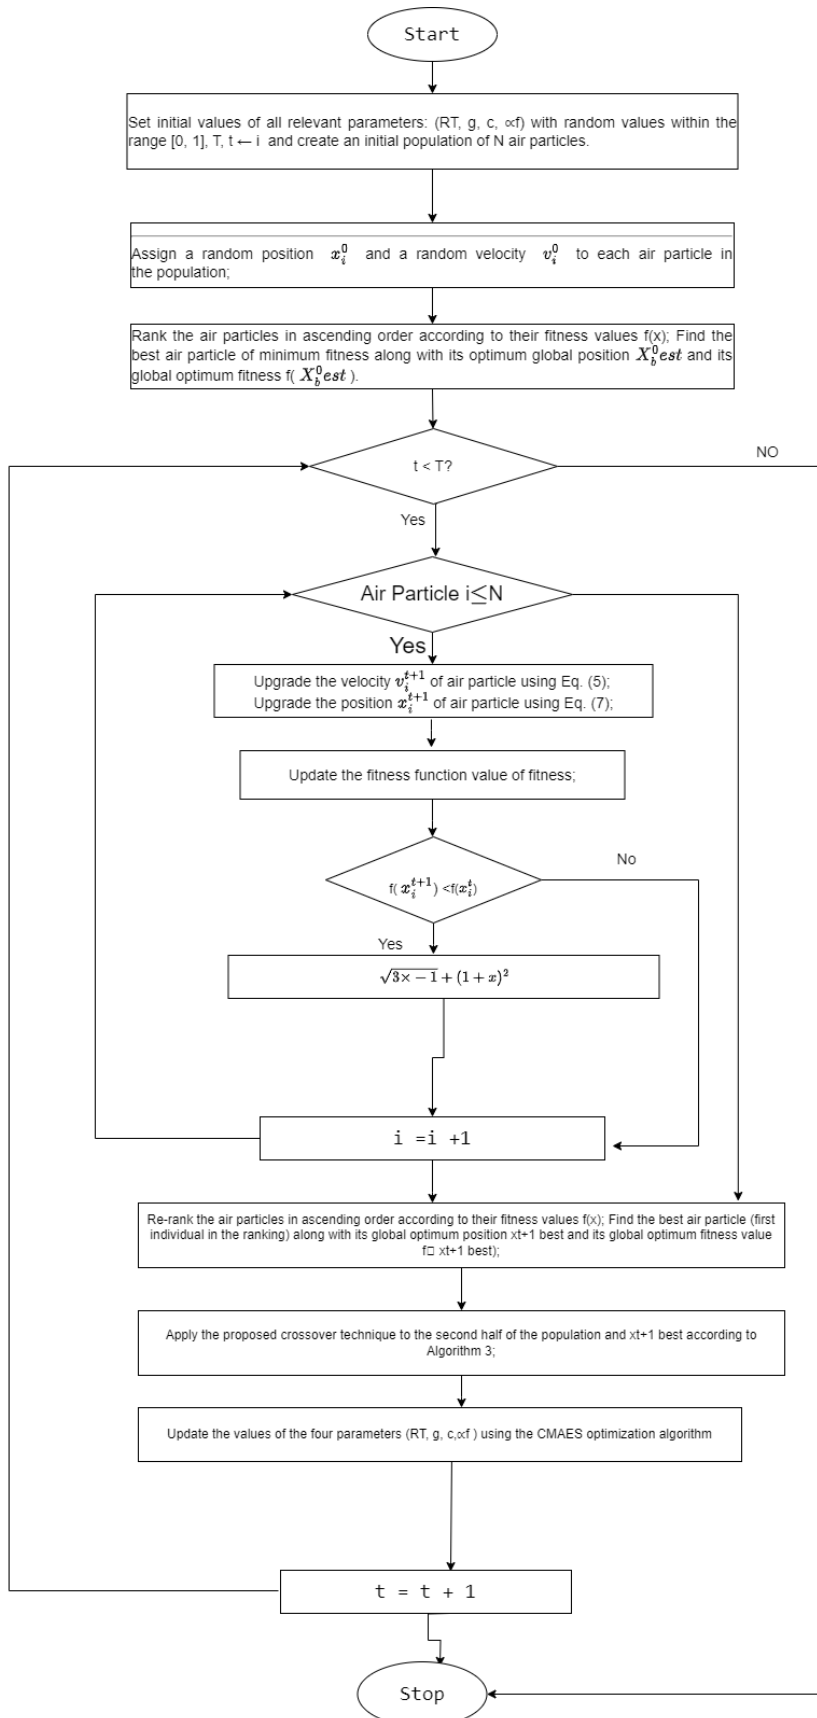 Start
Set initial values of all relevant parameters: (RT, g, c, ∝f) with random values within the
range [0, 1], T, t ← i and create an initial population of N air particles.
Assign a random position $x_i^0$ and a random velocity $v_i^0$ to each air particle in
the population;
Rank the air particles in ascending order according to their fitness values f(x); Find the
best air particle of minimum fitness along with its optimum global position $X_b^0est$ and its
global optimum fitness f( $X_b^0est$ ).
t < T?
NO
Yes
Air Particle i≤N
Yes
Upgrade the velocity $v_i^{t+1}$ of air particle using Eq. (5);
Upgrade the position $x_i^{t+1}$ of air particle using Eq. (7);
Update the fitness function value of fitness;
No
f( $x_i^{t+1}$) <f($x_i^t$)
Yes
$\sqrt{3\times-1}+(1+x)^2$
i =i +1
Re-rank the air particles in ascending order according to their fitness values f(x); Find the best air particle (first
individual in the ranking) along with its global optimum position xt+1 best and its global optimum fitness value
f□ xt+1 best);
Apply the proposed crossover technique to the second half of the population and xt+1 best according to
Algorithm 3;
Update the values of the four parameters (RT, g, c,∝f ) using the CMAES optimization algorithm
t = t + 1
Stop